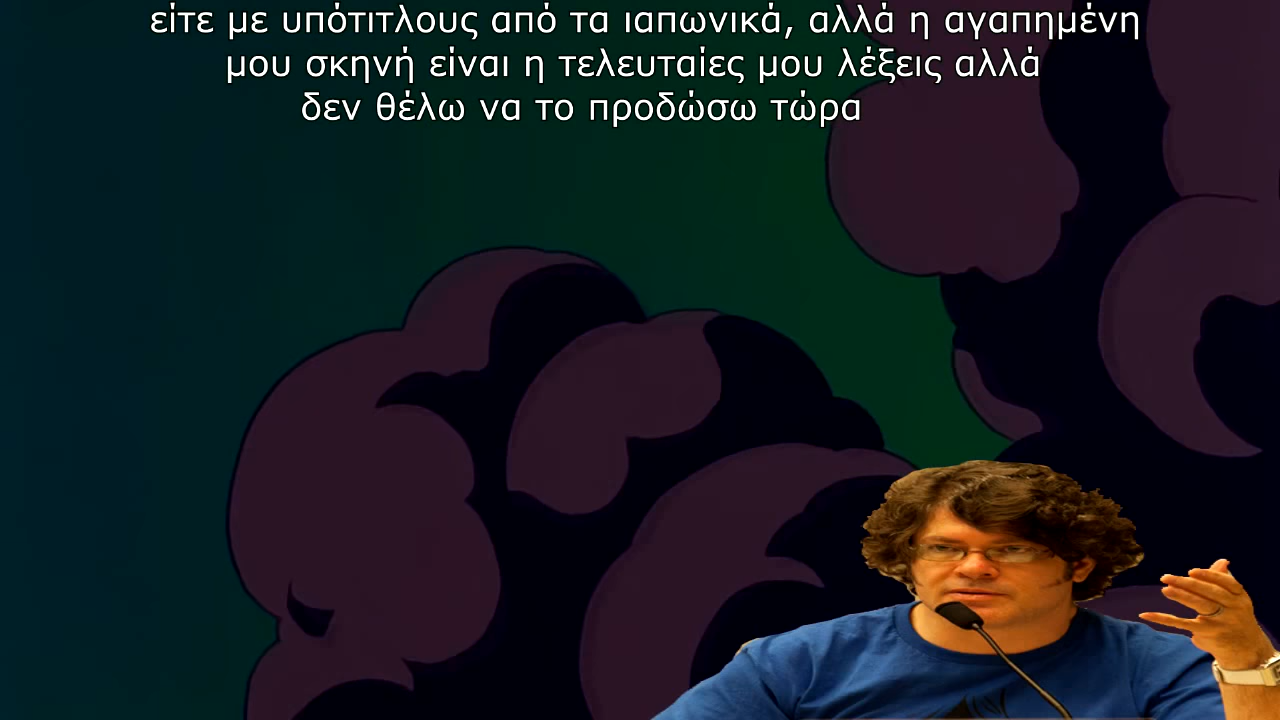 είτε με υπότιτλους από τα ιαπωνικά, αλλά η αγαπημένη
μου σκηνή είναι η τελευταίες μου λέξεις αλλά
δεν θέλω να το προδώσω τώρα